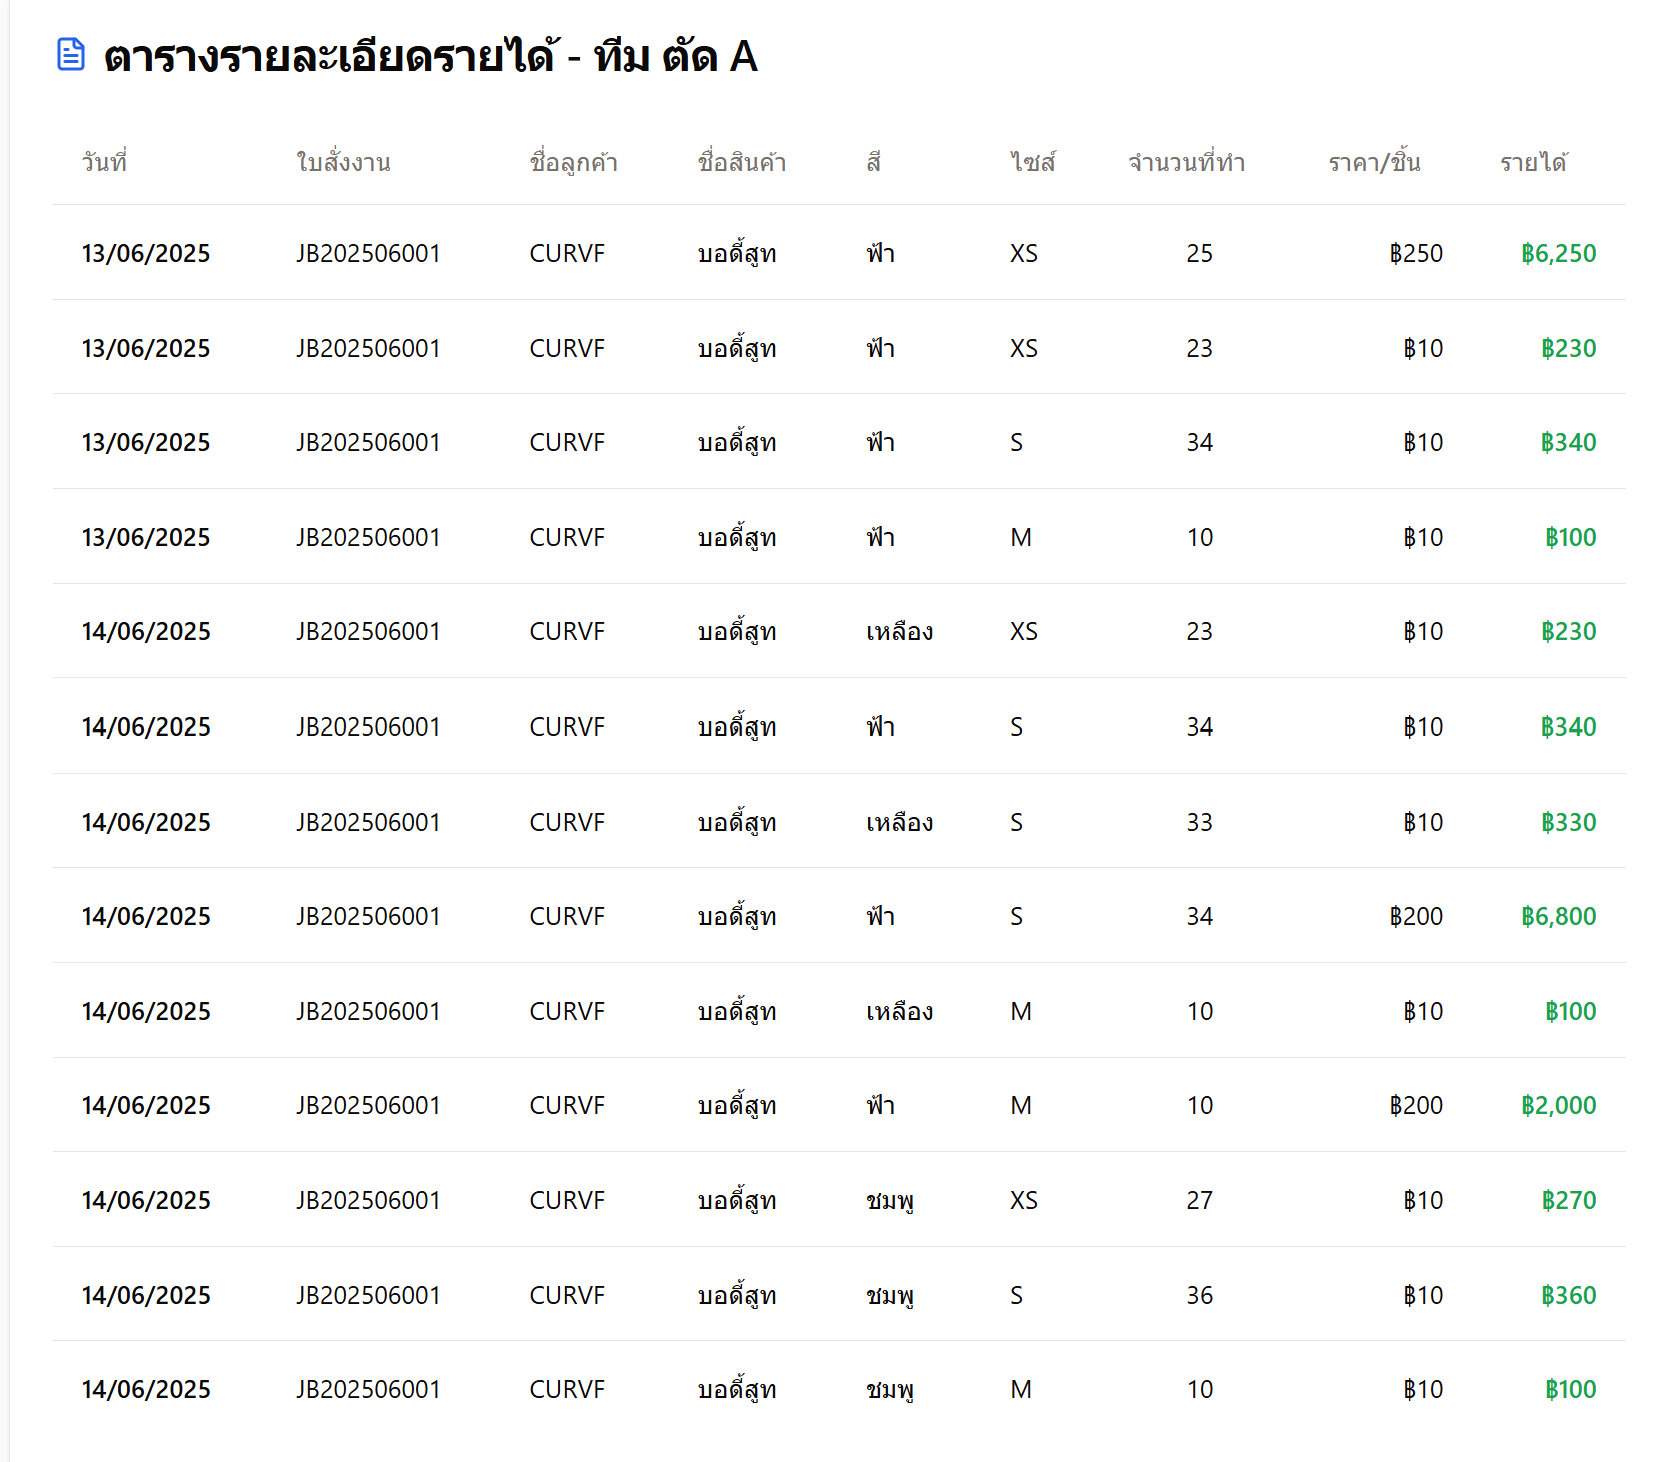 ตารางรายละเอียดรายได้ - ทีม ตัด A
วันที่ ใบสั่งงาน ชื่อลูกค้า ชื่อสินค้า สี ไซส์ จำนวนที่ทำ ราคา/ชิ้น รายได้
13/06/2025 JB202506001 CURVF บอดี้สูท ฟ้า XS 25 ฿250 ฿6,250
13/06/2025 JB202506001 CURVF บอดี้สูท ฟ้า XS 23 ฿10 ฿230
13/06/2025 JB202506001 CURVF บอดี้สูท ฟ้า S 34 ฿10 ฿340
13/06/2025 JB202506001 CURVF บอดี้สูท ฟ้า M 10 ฿10 ฿100
14/06/2025 JB202506001 CURVF บอดี้สูท เหลือง XS 23 ฿10 ฿230
14/06/2025 JB202506001 CURVF บอดี้สูท ฟ้า S 34 ฿10 ฿340
14/06/2025 JB202506001 CURVF บอดี้สูท เหลือง S 33 ฿10 ฿330
14/06/2025 JB202506001 CURVF บอดี้สูท ฟ้า S 34 ฿200 ฿6,800
14/06/2025 JB202506001 CURVF บอดี้สูท เหลือง M 10 ฿10 ฿100
14/06/2025 JB202506001 CURVF บอดี้สูท ฟ้า M 10 ฿200 ฿2,000
14/06/2025 JB202506001 CURVF บอดี้สูท ชมพู XS 27 ฿10 ฿270
14/06/2025 JB202506001 CURVF บอดี้สูท ชมพู S 36 ฿10 ฿360
14/06/2025 JB202506001 CURVF บอดี้สูท ชมพู M 10 ฿10 ฿100